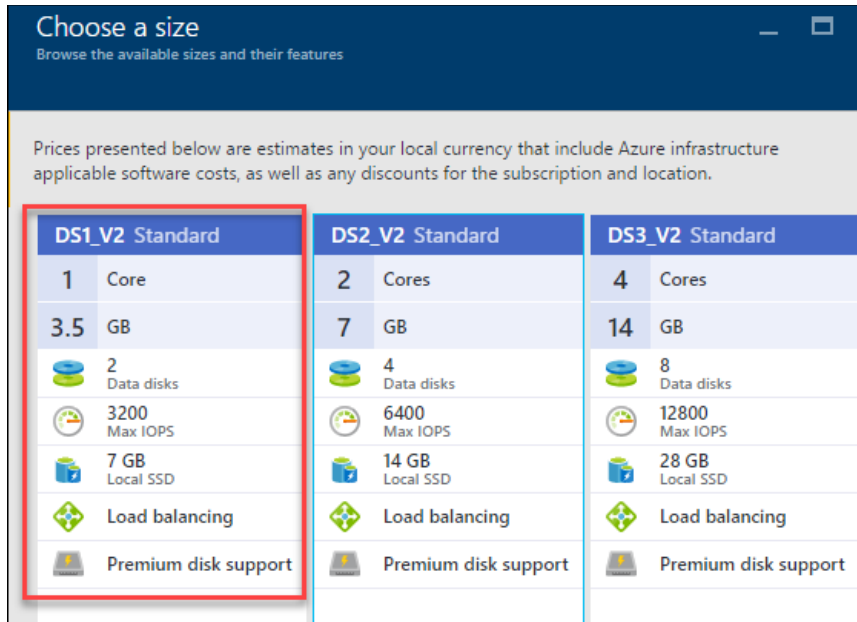 Choose a size
Browse the available sizes and their features
Prices presented below are estimates in your local currency that include Azure infrastructure
applicable software costs, as well as any discounts for the subscription and location.
DS1_V2 Standard
1 Core
3.5 GB
2
Data disks
3200
Max IOPS
7 GB
Local SSD
Load balancing
Premium disk support
DS2_V2 Standard
2 Cores
7 GB
4
Data disks
6400
Max IOPS
14 GB
Local SSD
Load balancing
Premium disk support
DS3_V2 Standard
4 Cores
14 GB
8
Data disks
12800
Max IOPS
28 GB
Local SSD
Load balancing
Premium disk support